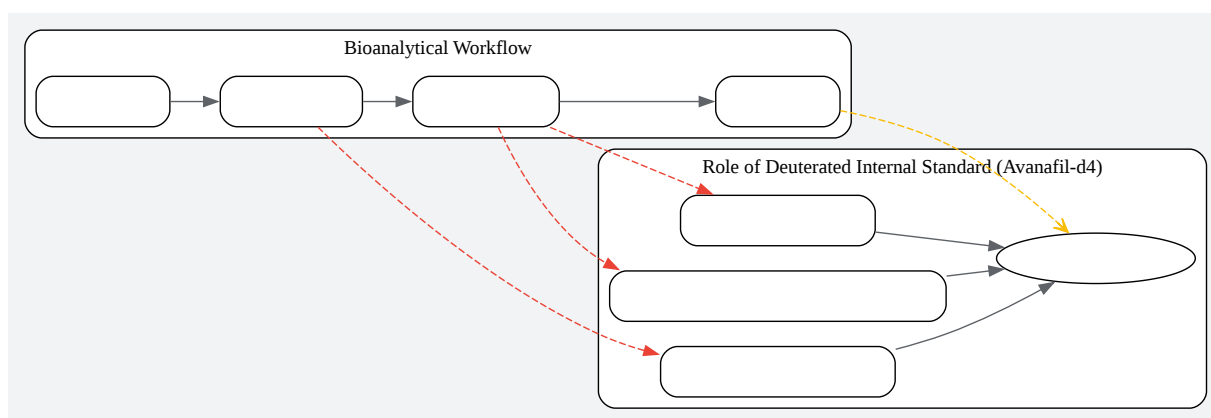 Bioanalytical Workflow
Role of Deuterated Internal Standard (Avanafil-d4)